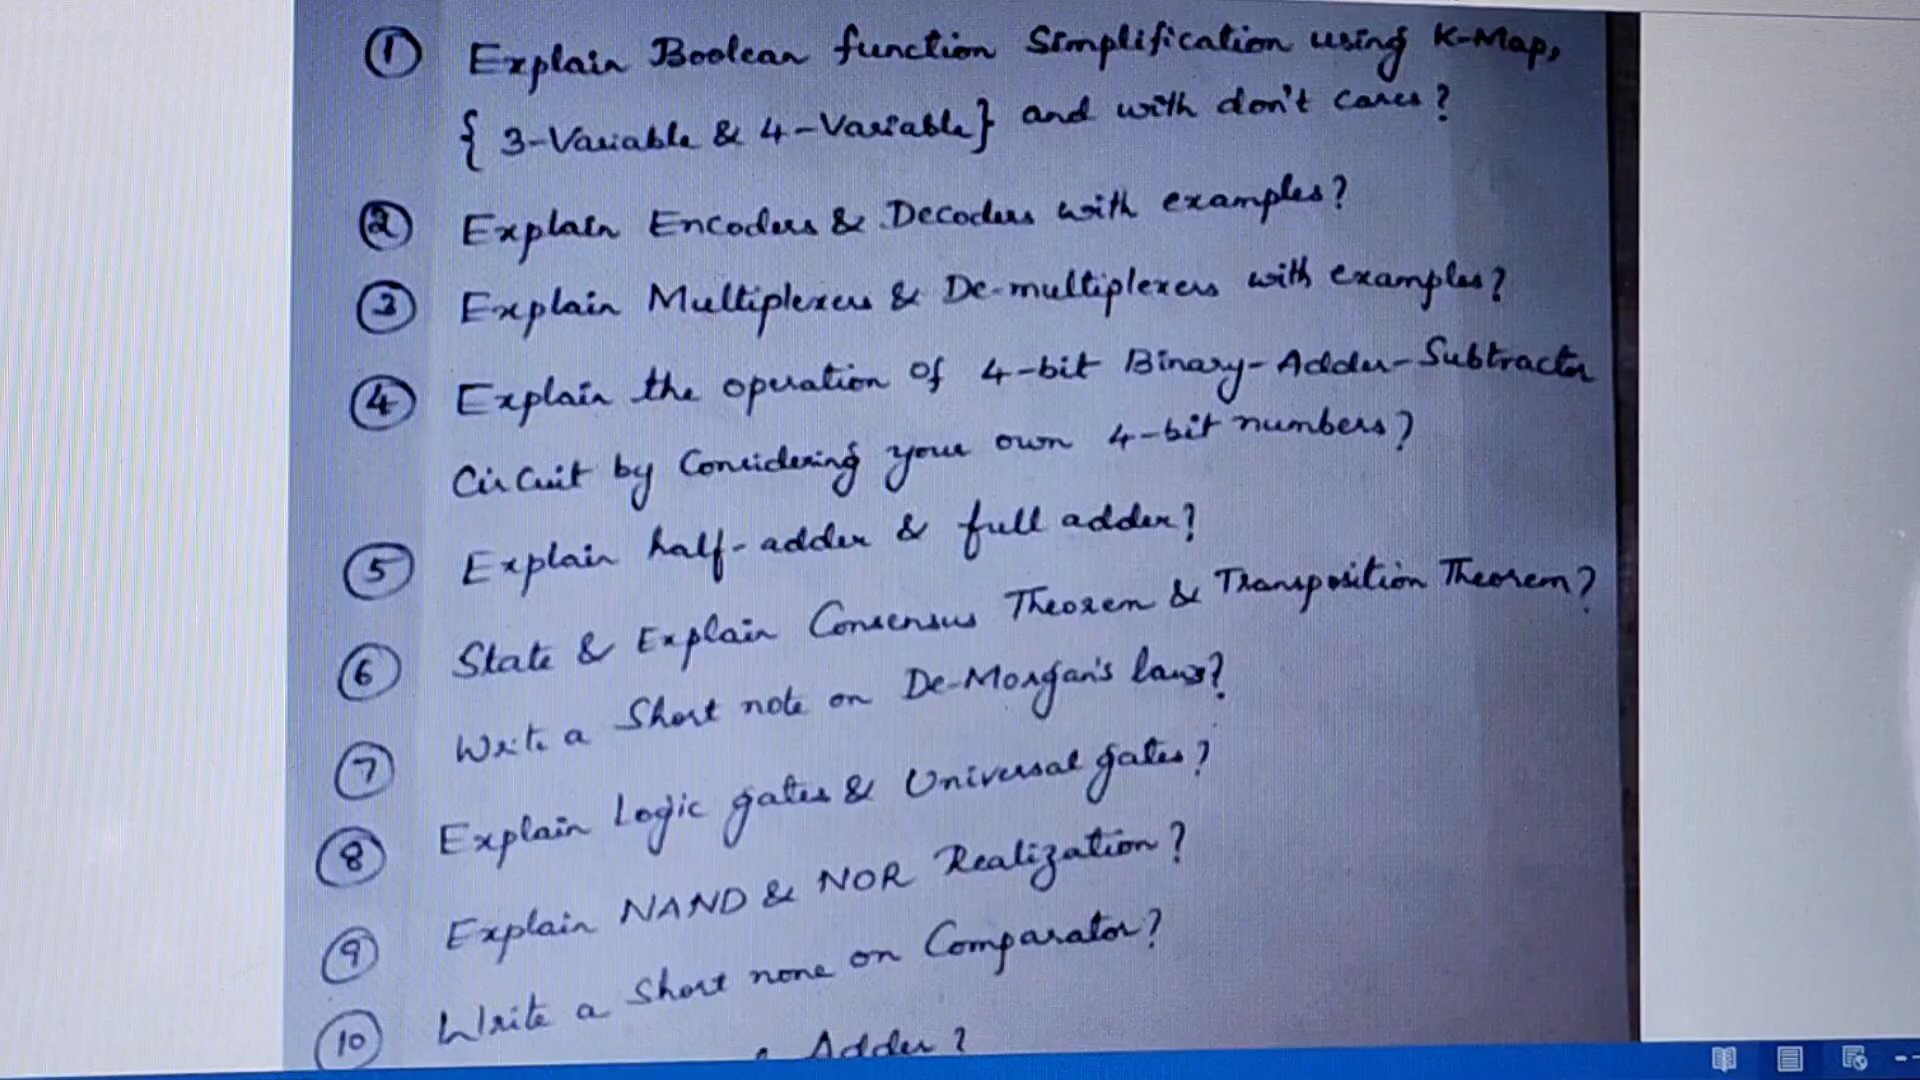 ① Explain Boolean function Simplification using K-Map,
{ 3-Variable & 4-Variable} and with don't cares?
② Explain Encoders & Decoders with examples?
③ Explain Multiplexers & De-multiplexers with examples?
④ Explain the operation of 4-bit Binary-Adder-Subtractor
Circuit by Considering your own 4-bit numbers?
⑤ Explain half-adder & full adder?
⑥ State & Explain Consensus Theorem & Transposition Theorem?
⑦ Write a Short note on De-Morgan's laws?
⑧ Explain Logic gates & Universal gates?
⑨ Explain NAND & NOR Realization?
⑩ Write a Short none on Comparator?
Adder?